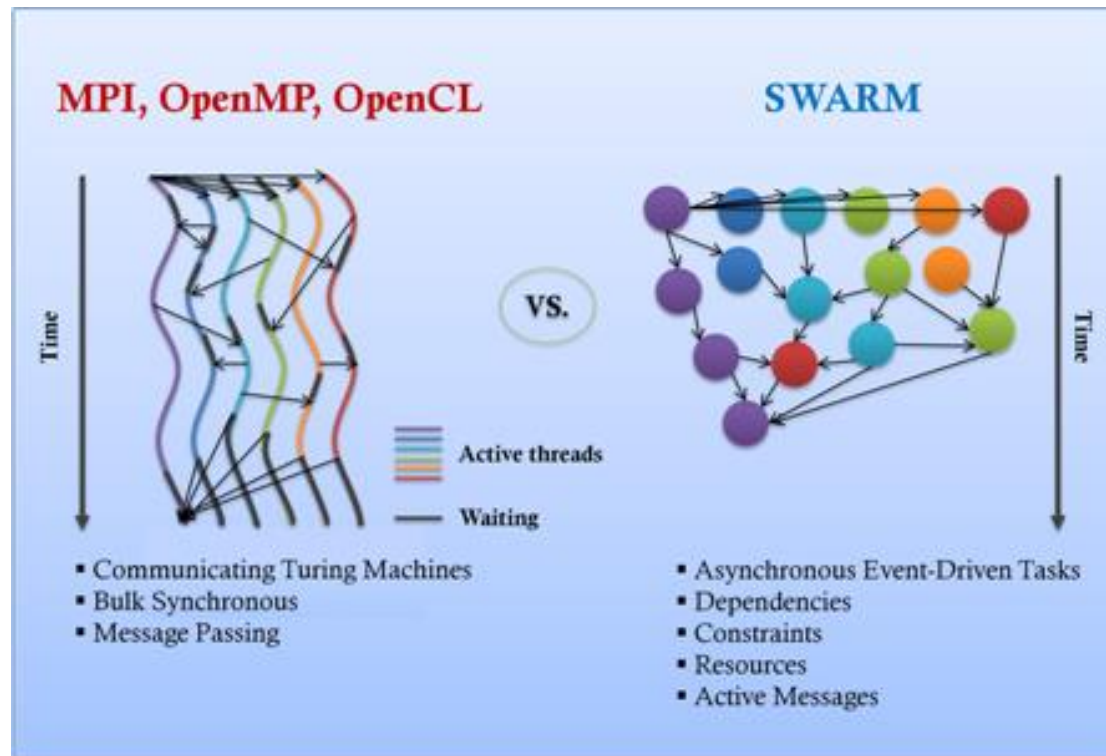 MPI, OpenMP, OpenCL
SWARM
Time
VS.
Time
Active threads
Waiting
▪ Communicating Turing Machines
▪ Bulk Synchronous
▪ Message Passing
▪ Asynchronous Event-Driven Tasks
▪ Dependencies
▪ Constraints
▪ Resources
▪ Active Messages